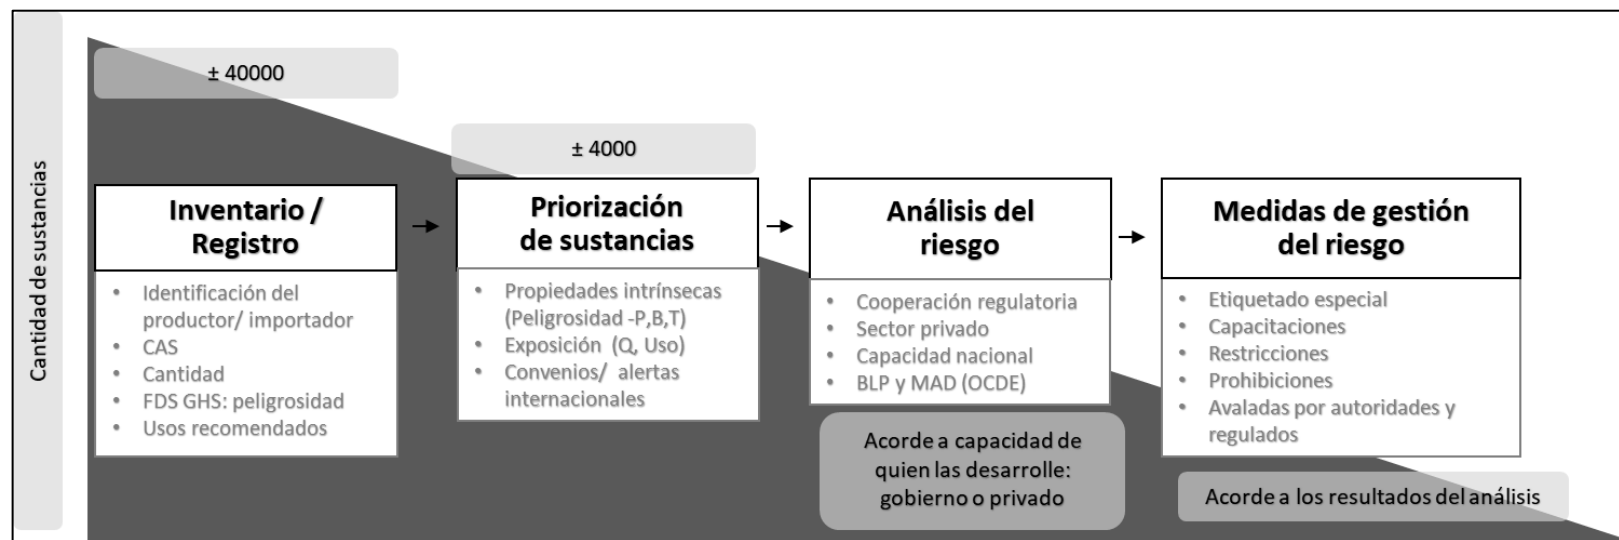 Cantidad de sustancias
± 40000
± 4000
Inventario /
Registro
• Identificación del
productor/ importador
• CAS
• Cantidad
• FDS GHS: peligrosidad
• Usos recomendados
Priorización
de sustancias
• Propiedades intrínsecas
(Peligrosidad -P,B,T)
• Exposición (Q, Uso)
• Convenios/ alertas
internacionales
Análisis del
riesgo
• Cooperación regulatoria
• Sector privado
• Capacidad nacional
• BLP y MAD (OCDE)
Acorde a capacidad de
quien las desarrolle:
gobierno o privado
Medidas de gestión
del riesgo
• Etiquetado especial
• Capacitaciones
• Restricciones
• Prohibiciones
• Avaladas por autoridades y
regulados
Acorde a los resultados del análisis